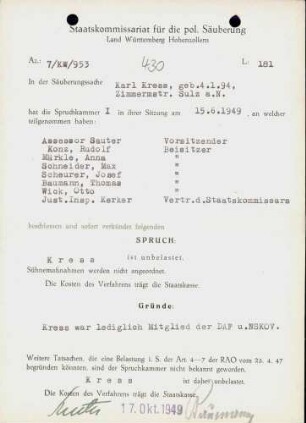 Staatskommissariat für die pol. Säuberung
Land Württemberg Hohenzollern
Az.: 7/KW/953
430
L. 181
In der Säuberungssache Karl Kress, geb.4.1.94,
Zimmermstr. Sulz a.N.
hat die Spruchkammer I in ihrer Sitzung am 15.6.1949, an welcher
teilgenommen haben:
Assessor Sauter Vorsitzender
Konz, Rudolf Beisitzer
Märkle, Anna "
Schneider, Max "
Scheurer, Josef "
Baumann, Thomas "
Wick, Otto "
Just.Insp. Kerker Vertr.d.Staatskommissars
beschlossen und sofort verkündet folgenden
SPRUCH:
Kress ist unbelastet.
Sühnemaßnahmen werden nicht angeordnet.
Die Kosten des Verfahrens trägt die Staatskasse.
Gründe:
Kress war lediglich Mitglied der DAF u.NSKOV.
Weitere Tatsachen, die eine Belastung i. S. der Art 4—7 der RAO vom 25. 4. 47
begründen könnten, sind der Spruchkammer nicht bekannt geworden.
Kress ist daher unbelastet.
Die Kosten des Verfahrens trägt die Staatskasse.
17. Okt. 1949